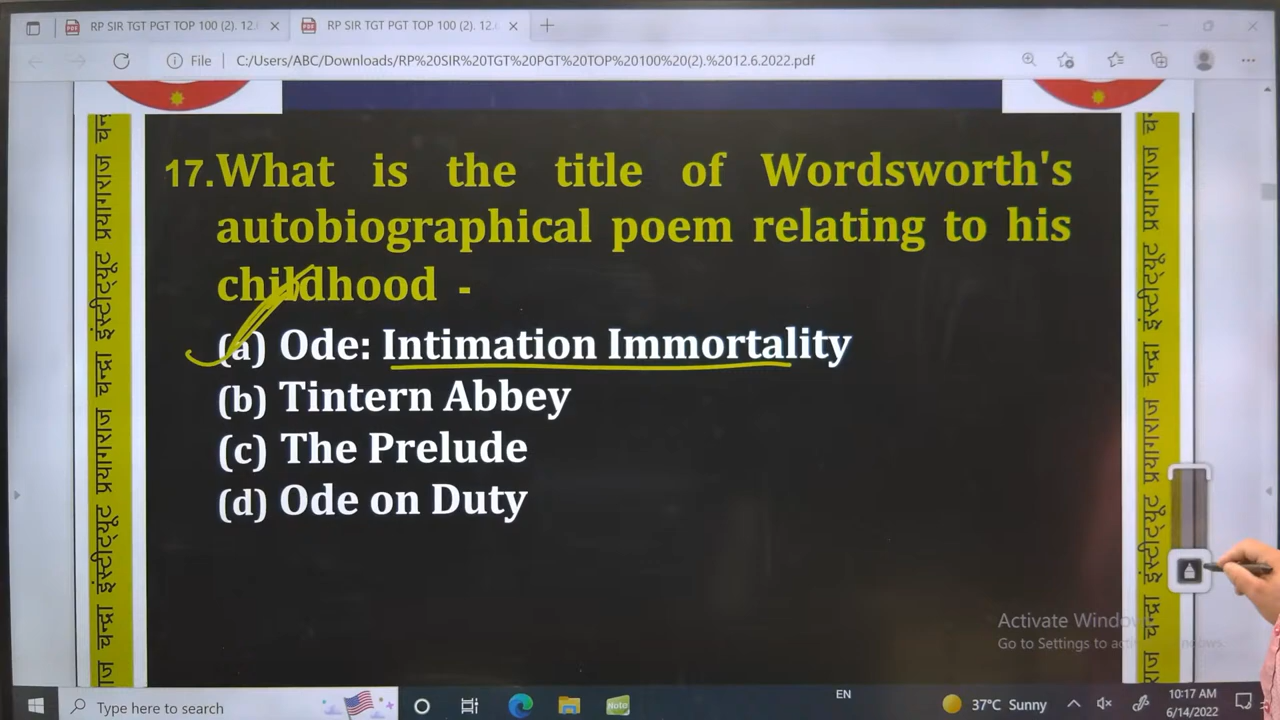 RP SIR TGT PGT TOP 100 (2). 12.
RP SIR TGT PGT TOP 100 (2). 12.
File
C:/Users/ABC/Downloads/RP%20SIR%20TGT%20PGT%20TOP%20100%20(2).%2012.6.2022.pdf
17.What is the title of Wordsworth's
autobiographical poem relating to his
childhood -
(a) Ode: Intimation Immortality
(b) Tintern Abbey
(c) The Prelude
(d) Ode on Duty
चन्द्रा इंस्टीट्यूट प्रयागराज
चन्द्रा इंस्टीट्यूट प्रयागराज
Activate Windo
Go to Settings to
Type here to search
Note
EN
37°C Sunny
10:17 AM
6/14/2022